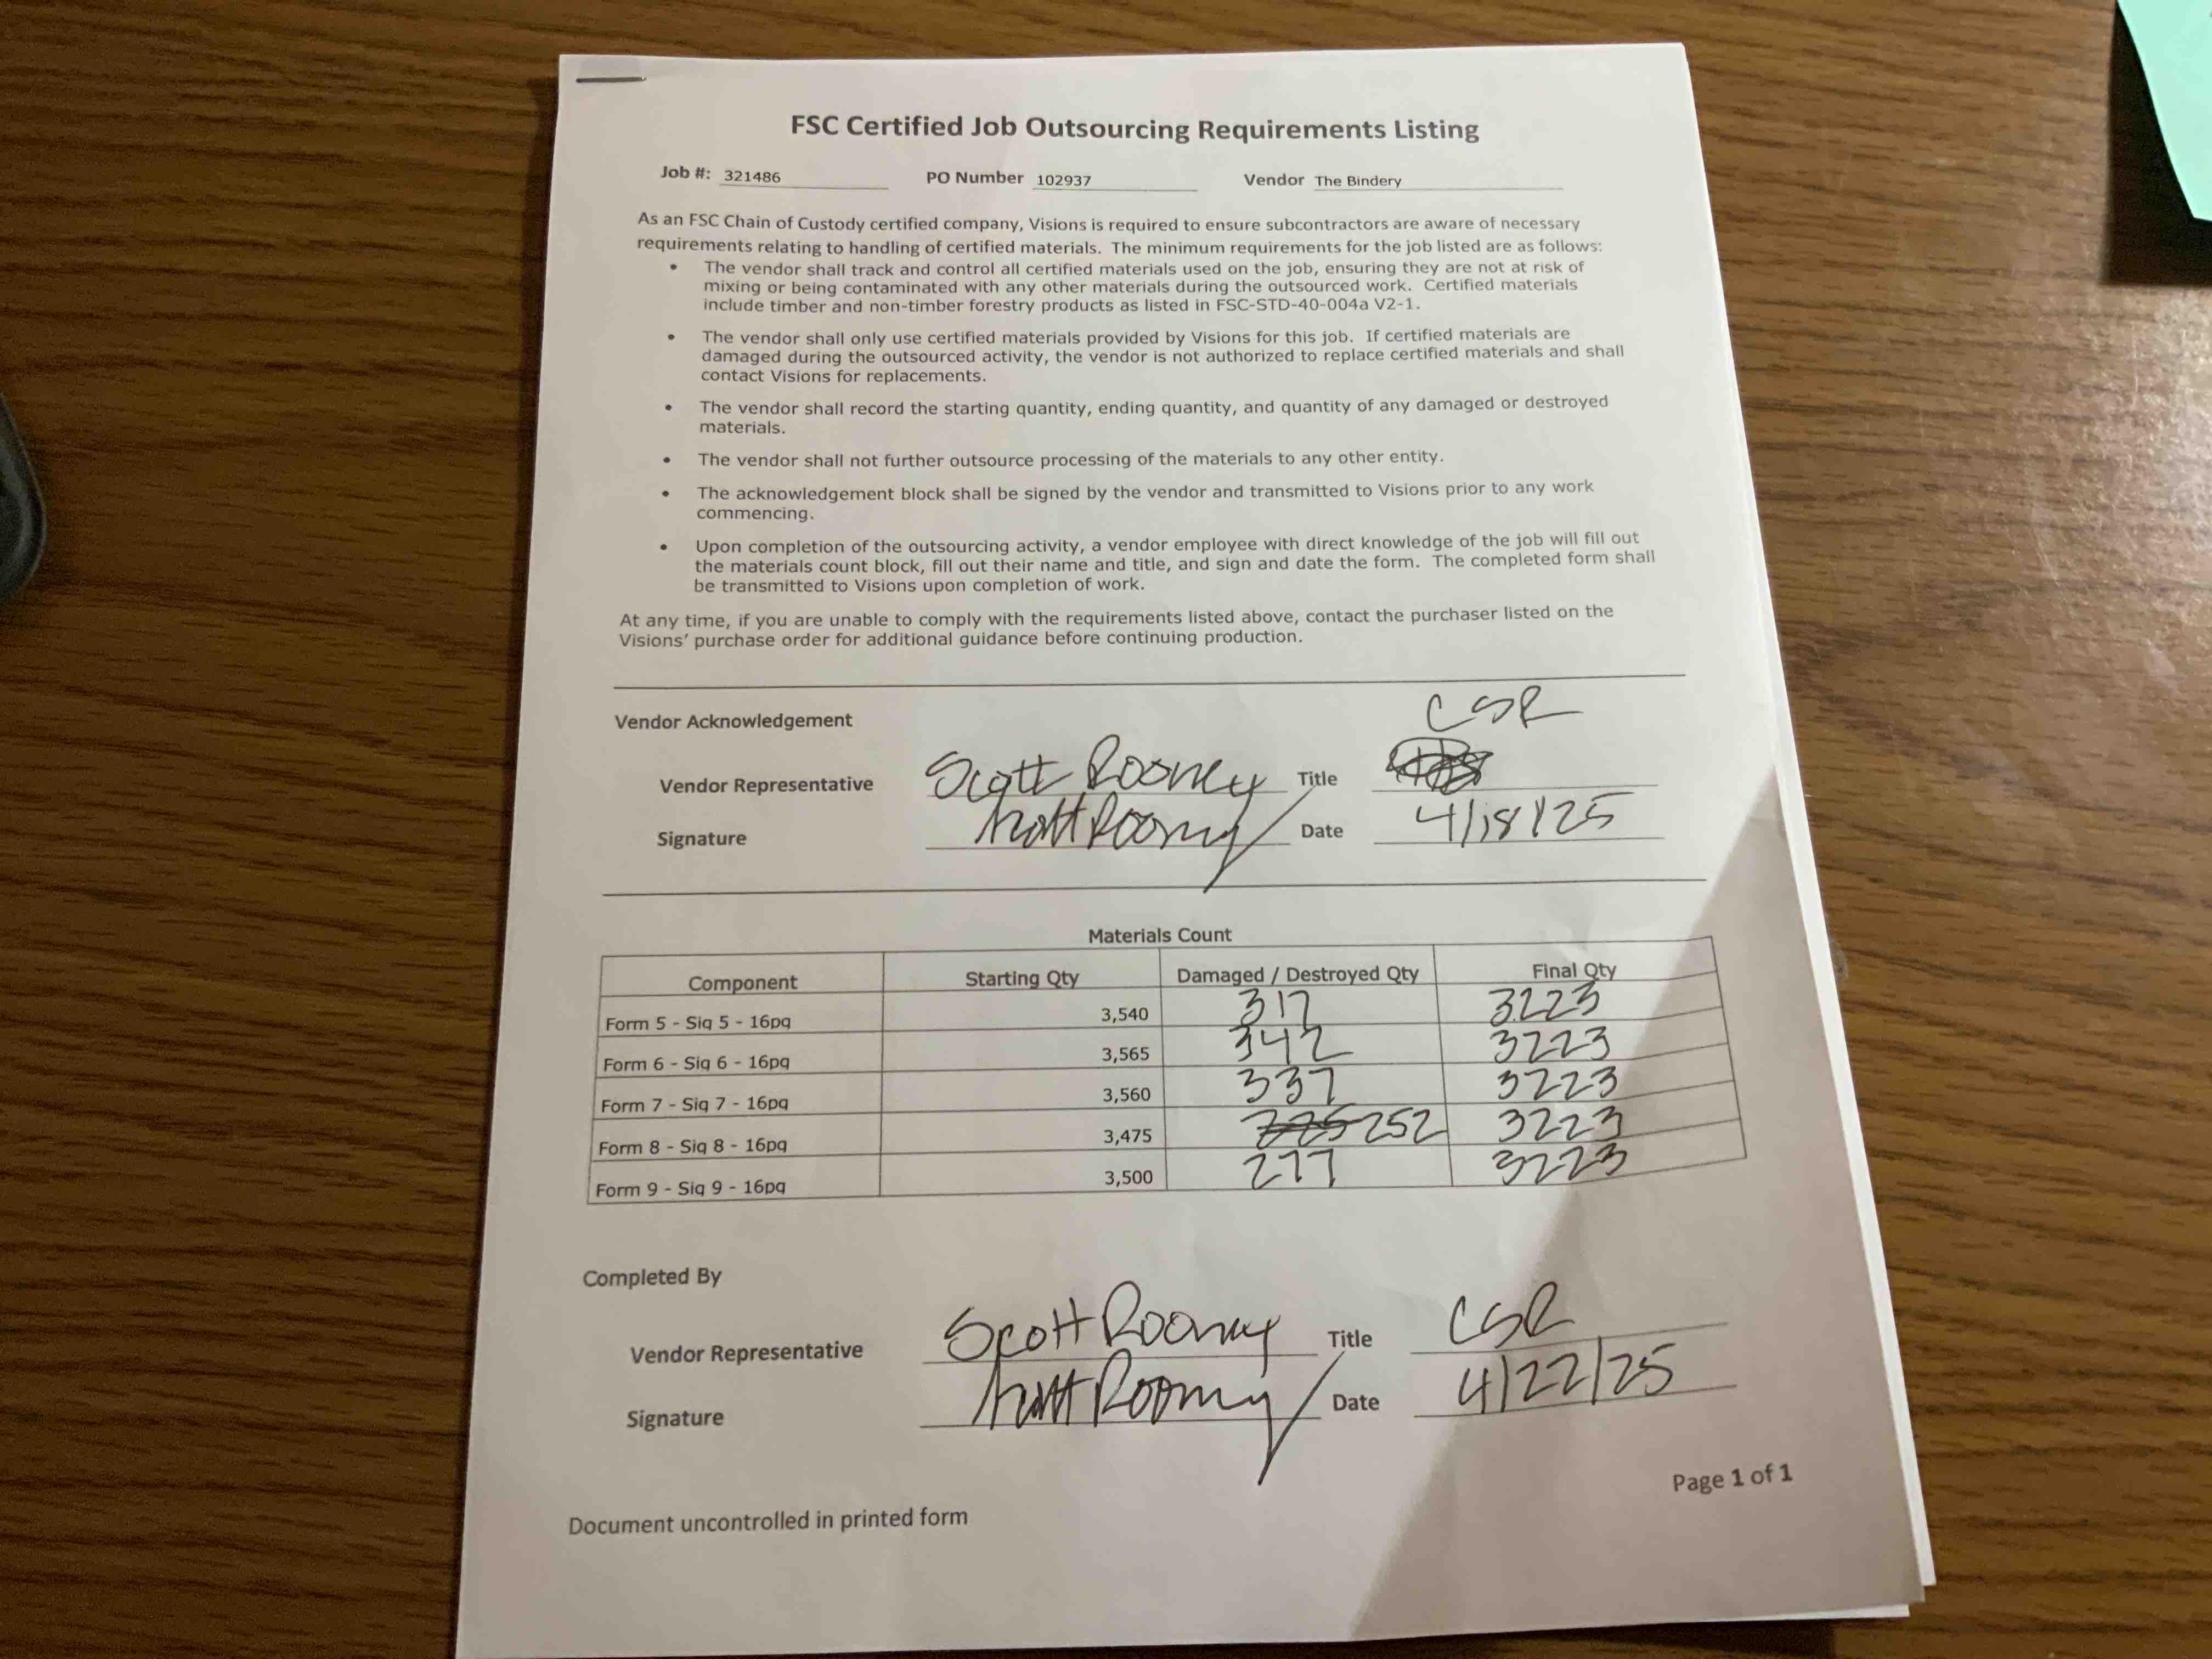 FSC Certified Job Outsourcing Requirements Listing
Job #: 321486 PO Number 102937 Vendor The Bindery
As an FSC Chain of Custody certified company, Visions is required to ensure subcontractors are aware of necessary
requirements relating to handling of certified materials. The minimum requirements for the job listed are as follows:
• The vendor shall track and control all certified materials used on the job, ensuring they are not at risk of
mixing or being contaminated with any other materials during the outsourced work. Certified materials
include timber and non-timber forestry products as listed in FSC-STD-40-004a V2-1.
• The vendor shall only use certified materials provided by Visions for this job. If certified materials are
damaged during the outsourced activity, the vendor is not authorized to replace certified materials and shall
contact Visions for replacements.
• The vendor shall record the starting quantity, ending quantity, and quantity of any damaged or destroyed
materials.
• The vendor shall not further outsource processing of the materials to any other entity.
• The acknowledgement block shall be signed by the vendor and transmitted to Visions prior to any work
commencing.
• Upon completion of the outsourcing activity, a vendor employee with direct knowledge of the job will fill out
the materials count block, fill out their name and title, and sign and date the form. The completed form shall
be transmitted to Visions upon completion of work.
At any time, if you are unable to comply with the requirements listed above, contact the purchaser listed on the
Visions' purchase order for additional guidance before continuing production.
Vendor Acknowledgement
CSR
Vendor Representative Scott Rooney Title
Signature Scott Rooney Date 4/18/25
Materials Count
Component Starting Qty Damaged / Destroyed Qty Final Qty
Form 5 - Sig 5 - 16pg 3,540 317 3223
Form 6 - Sig 6 - 16pg 3,565 342 3223
Form 7 - Sig 7 - 16pg 3,560 337 3223
Form 8 - Sig 8 - 16pg 3,475 252 3223
Form 9 - Sig 9 - 16pg 3,500 277 3223
Completed By
Vendor Representative Scott Rooney Title CSR
Signature Scott Rooney Date 4/22/25
Page 1 of 1
Document uncontrolled in printed form